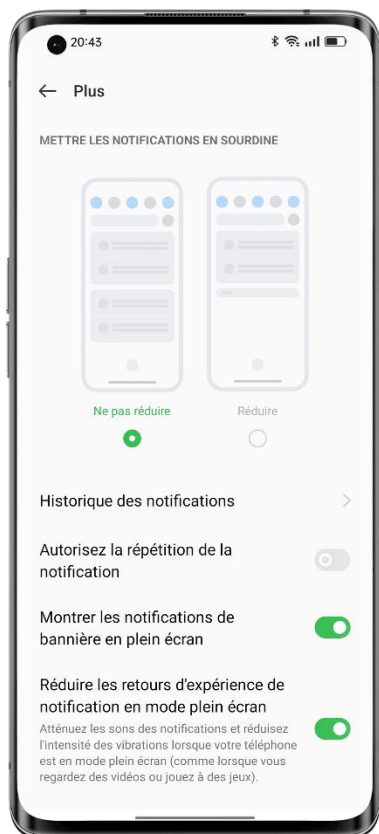 20:43
Plus
METTRE LES NOTIFICATIONS EN SOURDINE
Ne pas réduire
Réduire
Historique des notifications
Autorisez la répétition de la
notification
Montrer les notifications de
bannière en plein écran
Réduire les retours d'expérience de
notification en mode plein écran
Atténuez les sons des notifications et réduisez
l'intensité des vibrations lorsque votre téléphone
est en mode plein écran (comme lorsque vous
regardez des vidéos ou jouez à des jeux).